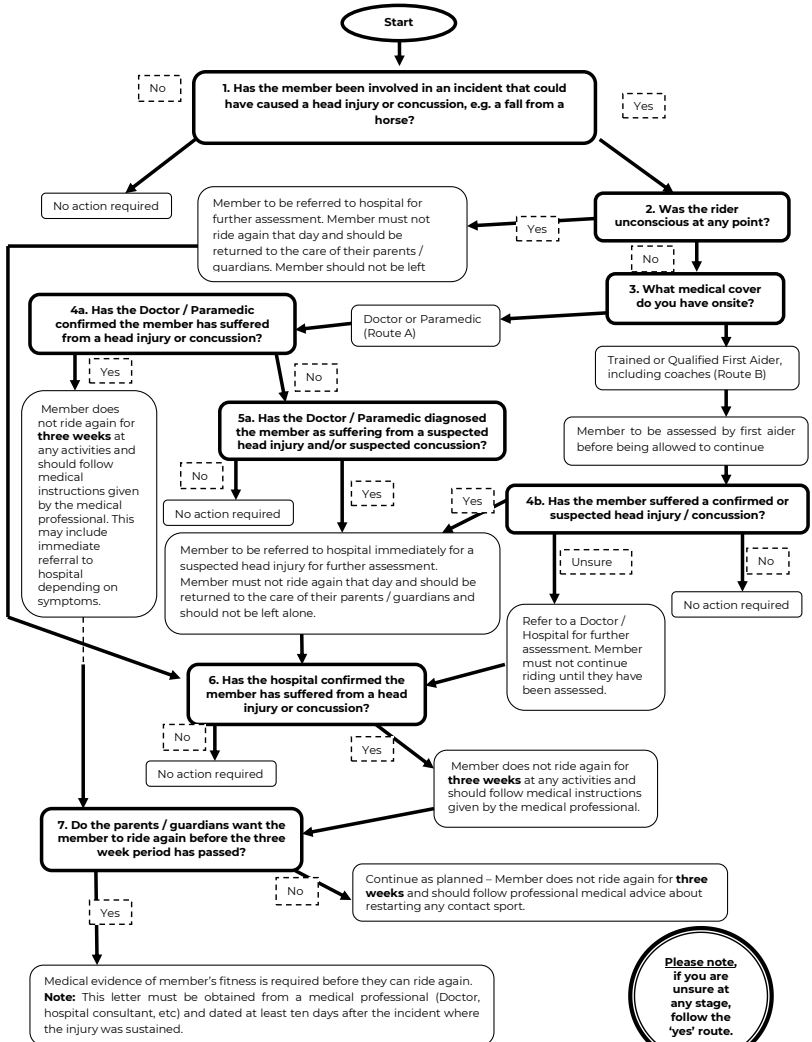 Start
No
1. Has the member been involved in an incident that could
have caused a head injury or concussion, e.g. a fall from a
horse?
Yes
No action required
Member to be referred to hospital for
further assessment. Member must not
ride again that day and should be
returned to the care of their parents /
guardians. Member should not be left
Yes
2. Was the rider
unconscious at any point?
No
3. What medical cover
do you have onsite?
4a. Has the Doctor / Paramedic
confirmed the member has suffered
from a head injury or concussion?
Doctor or Paramedic
(Route A)
Trained or Qualified First Aider,
including coaches (Route B)
Yes
No
Member does
not ride again for
three weeks at
any activities and
should follow
medical
instructions given
by the medical
professional. This
may include
immediate
referral to
hospital
depending on
symptoms.
5a. Has the Doctor / Paramedic diagnosed
the member as suffering from a suspected
head injury and/or suspected concussion?
Member to be assessed by first aider
before being allowed to continue
No
Yes
Yes
No action required
4b. Has the member suffered a confirmed or
suspected head injury / concussion?
Member to be referred to hospital immediately for a
suspected head injury for further assessment.
Member must not ride again that day and should be
returned to the care of their parents / guardians and
should not be left alone.
Unsure
No
No action required
Refer to a Doctor /
Hospital for further
assessment. Member
must not continue
riding until they have
been assessed.
6. Has the hospital confirmed the
member has suffered from a head
injury or concussion?
No
Yes
No action required
Member does not ride again for
three weeks at any activities and
should follow medical instructions
given by the medical professional.
7. Do the parents / guardians want the
member to ride again before the three
week period has passed?
No
Continue as planned – Member does not ride again for three
weeks and should follow professional medical advice about
restarting any contact sport.
Yes
Medical evidence of member's fitness is required before they can ride again.
Note: This letter must be obtained from a medical professional (Doctor,
hospital consultant, etc) and dated at least ten days after the incident where
the injury was sustained.
Please note,
if you are
unsure at
any stage,
follow the
'yes' route.